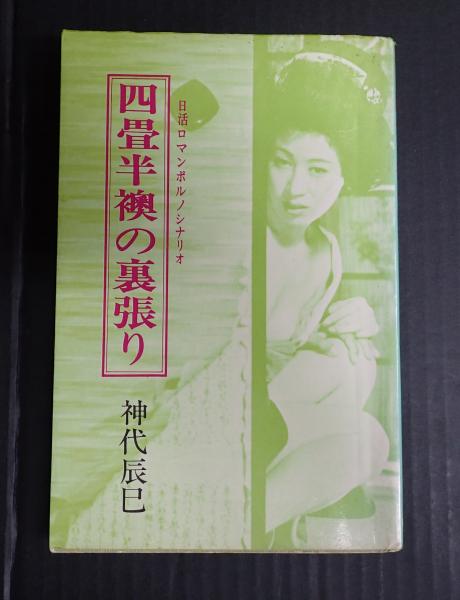 日活ロマンポルノシナリオ
四畳半襖の裏張り
神代辰巳